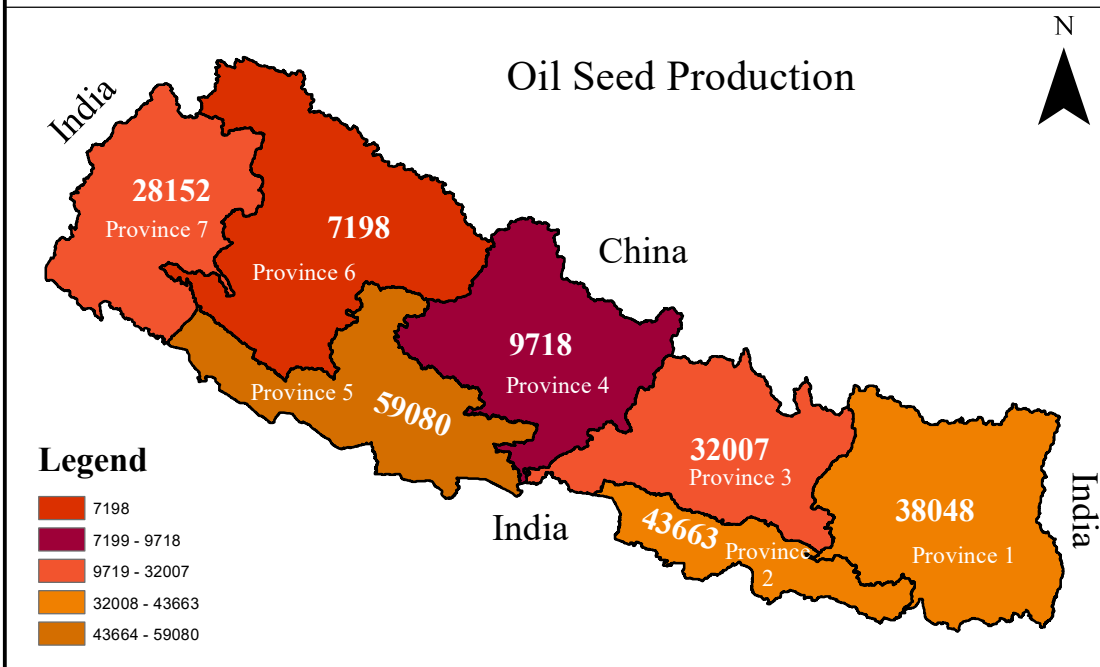 N
Oil Seed Production
India
28152
Province 7
7198
Province 6
China
9718
Province 4
Province 5
59080
32007
Province 3
38048
Province 1
43663
Province
2
India
India
Legend
7198
7199 - 9718
9719 - 32007
32008 - 43663
43664 - 59080